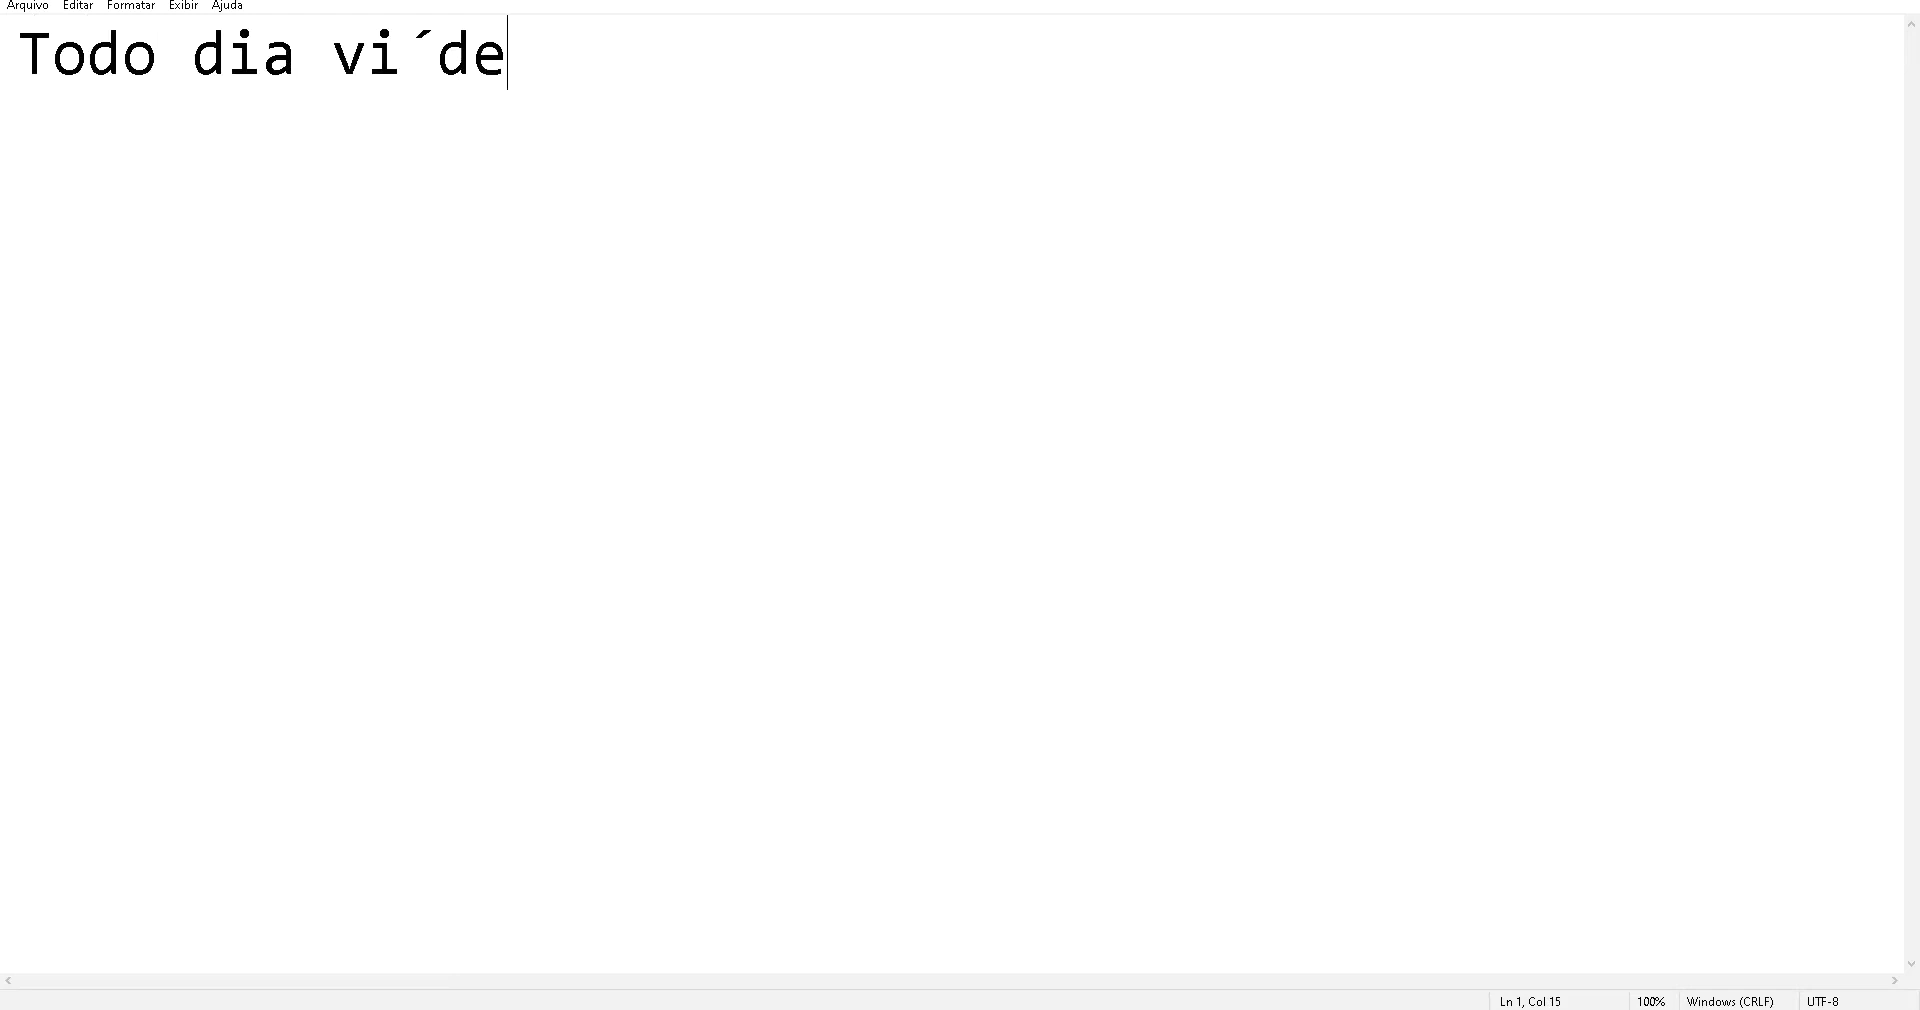 Arquivo Editar Formatar Exibir Ajuda
Todo dia vi´de
Ln 1, Col 15 100% Windows (CRLF) UTF-8